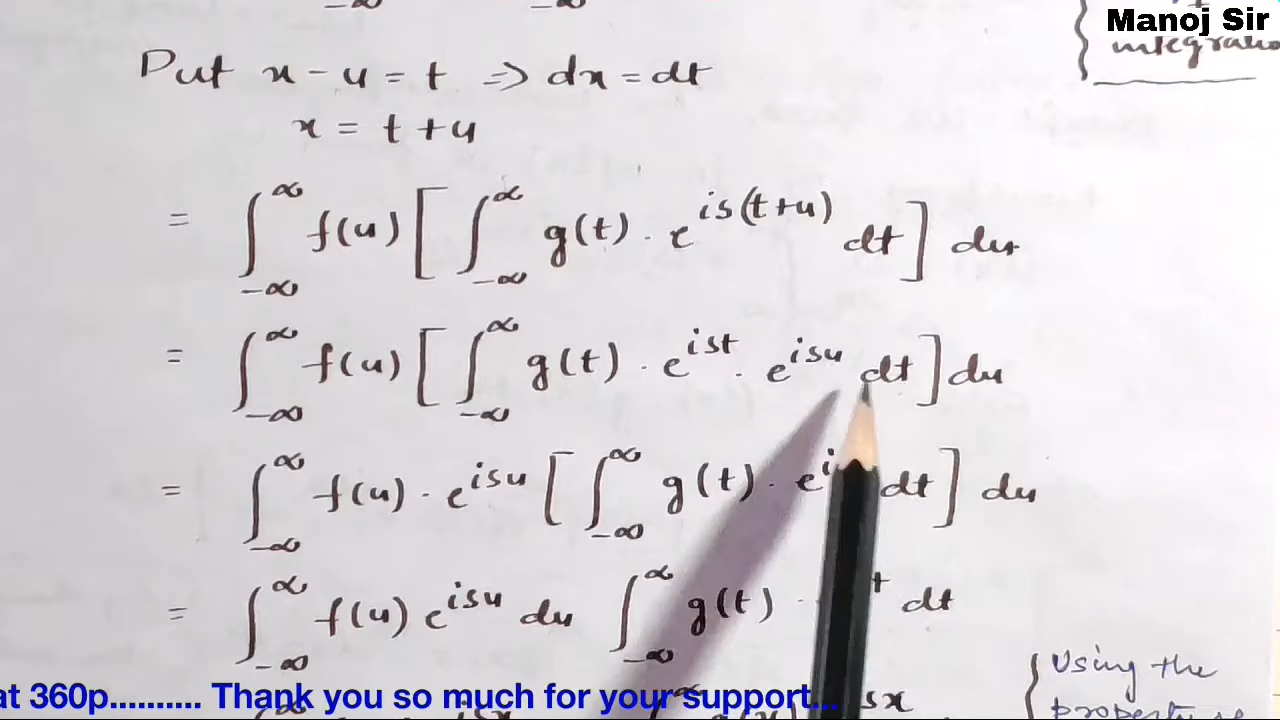 Manoj Sir
integratio
Put x - u = t ⇒ dx = dt
x = t + u
= ∫_{-∞}^{∞} f(u) [ ∫_{-∞}^{∞} g(t) · e^{is(t+u)} dt ] du
= ∫_{-∞}^{∞} f(u) [ ∫_{-∞}^{∞} g(t) · e^{ist} · e^{isu} dt ] du
= ∫_{-∞}^{∞} f(u) · e^{isu} [ ∫_{-∞}^{∞} g(t) · e^{i dt ] du
= ∫_{-∞}^{∞} f(u) e^{isu} du ∫_{-∞}^{∞} g(t) · t dt
Using the
at 360p.......... Thank you so much for your support...